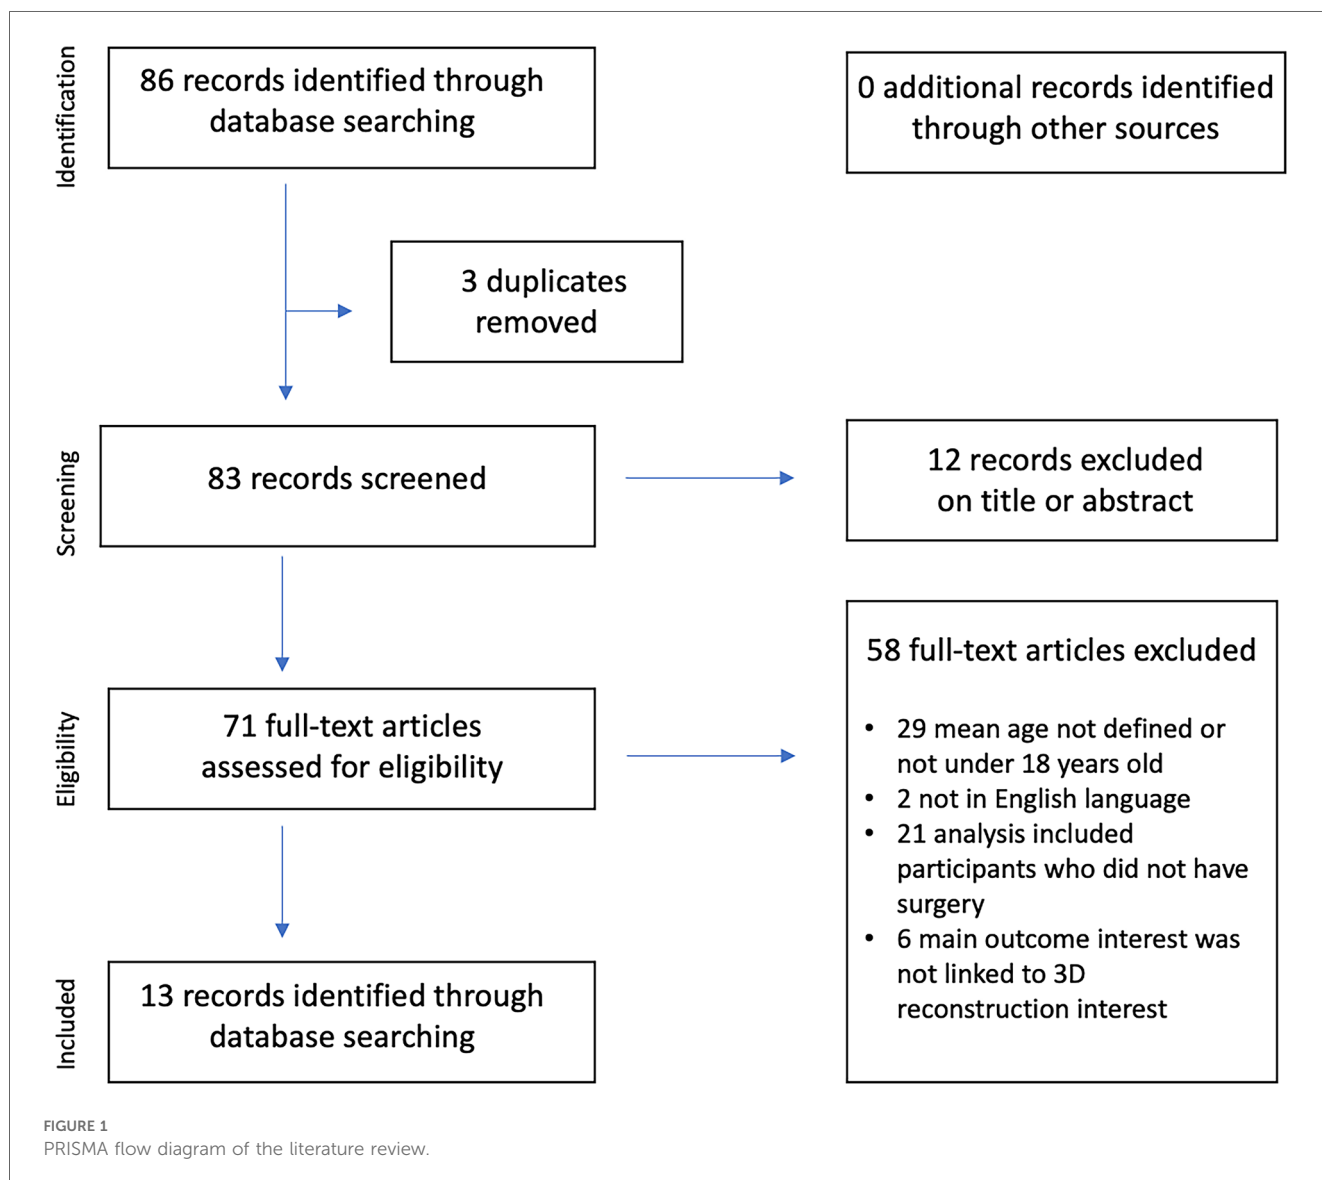 Identification
86 records identified through
database searching
0 additional records identified
through other sources
3 duplicates
removed
Screening
83 records screened
12 records excluded
on title or abstract
Eligibility
71 full-text articles
assessed for eligibility
58 full-text articles excluded
• 29 mean age not defined or
not under 18 years old
• 2 not in English language
• 21 analysis included
participants who did not have
surgery
• 6 main outcome interest was
not linked to 3D
reconstruction interest
Included
13 records identified through
database searching
FIGURE 1
PRISMA flow diagram of the literature review.